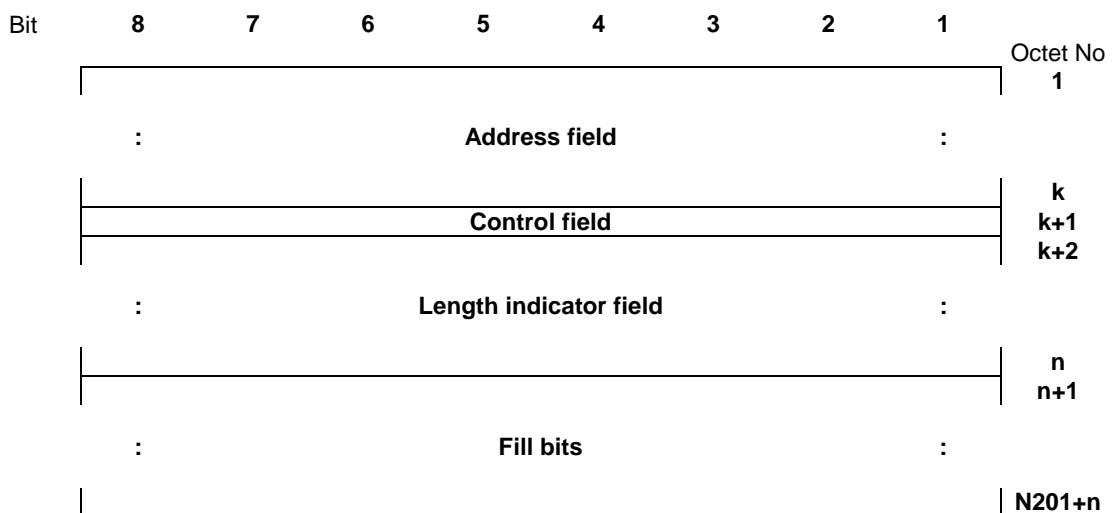 Bit 8 7 6 5 4 3 2 1
Octet No
1
: Address field :
k
Control field k+1
k+2
: Length indicator field :
n
n+1
: Fill bits :
N201+n